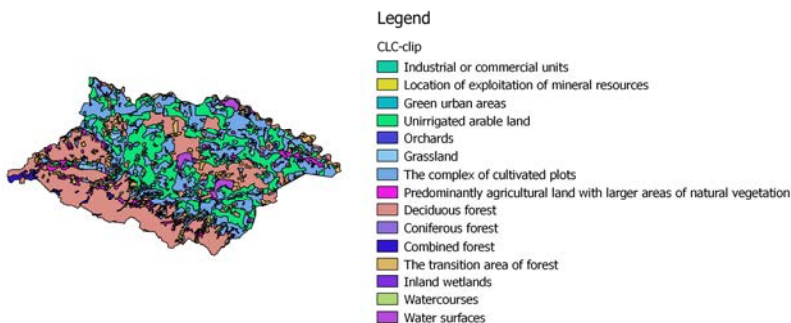 Legend
CLC-clip
Industrial or commercial units
Location of exploitation of mineral resources
Green urban areas
Unirrigated arable land
Orchards
Grassland
The complex of cultivated plots
Predominantly agricultural land with larger areas of natural vegetation
Deciduous forest
Coniferous forest
Combined forest
The transition area of forest
Inland wetlands
Watercourses
Water surfaces